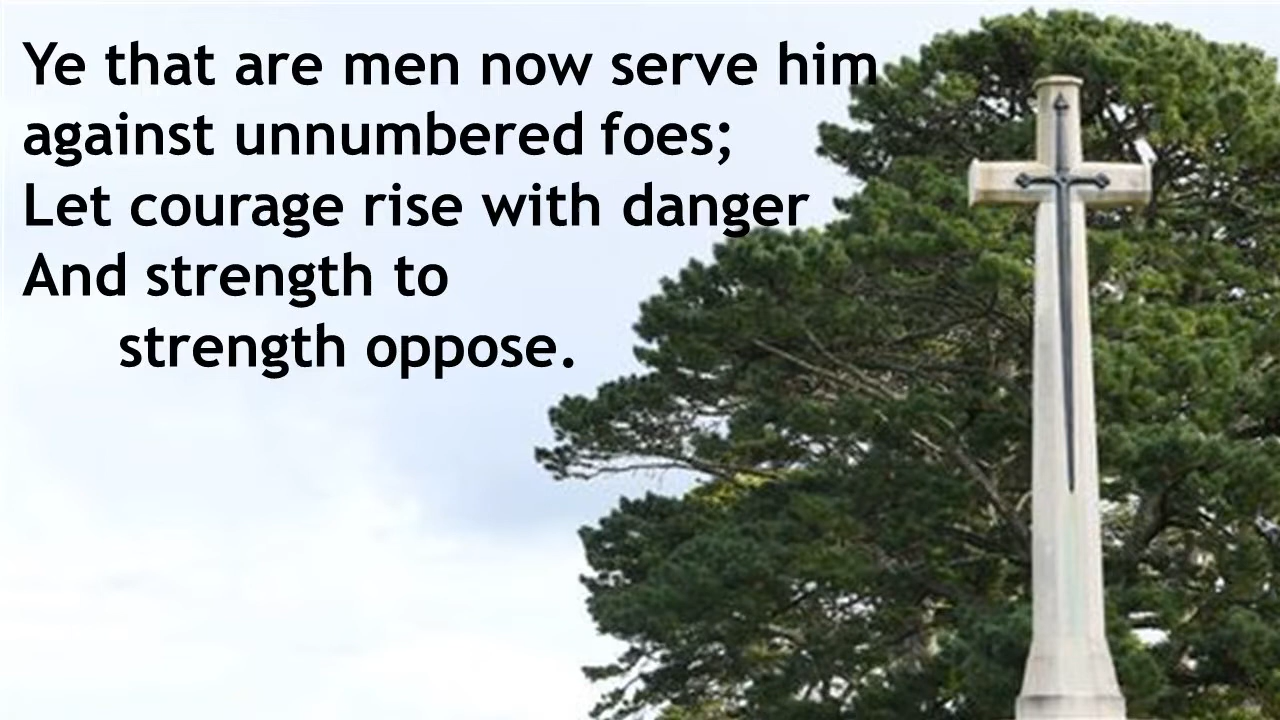 Ye that are men now serve him
against unnumbered foes;
Let courage rise with danger
And strength to
strength oppose.